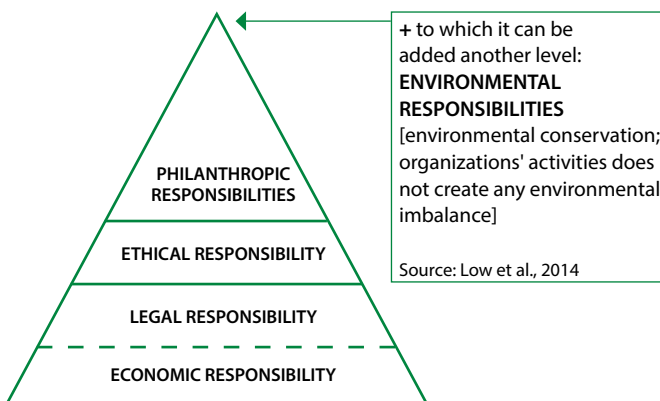 + to which it can be
added another level:
ENVIRONMENTAL
RESPONSIBILITIES
[environmental conservation;
organizations' activities does
not create any environmental
imbalance]
Source: Low et al., 2014
PHILANTHROPIC
RESPONSIBILITIES
ETHICAL RESPONSIBILITY
LEGAL RESPONSIBILITY
ECONOMIC RESPONSIBILITY